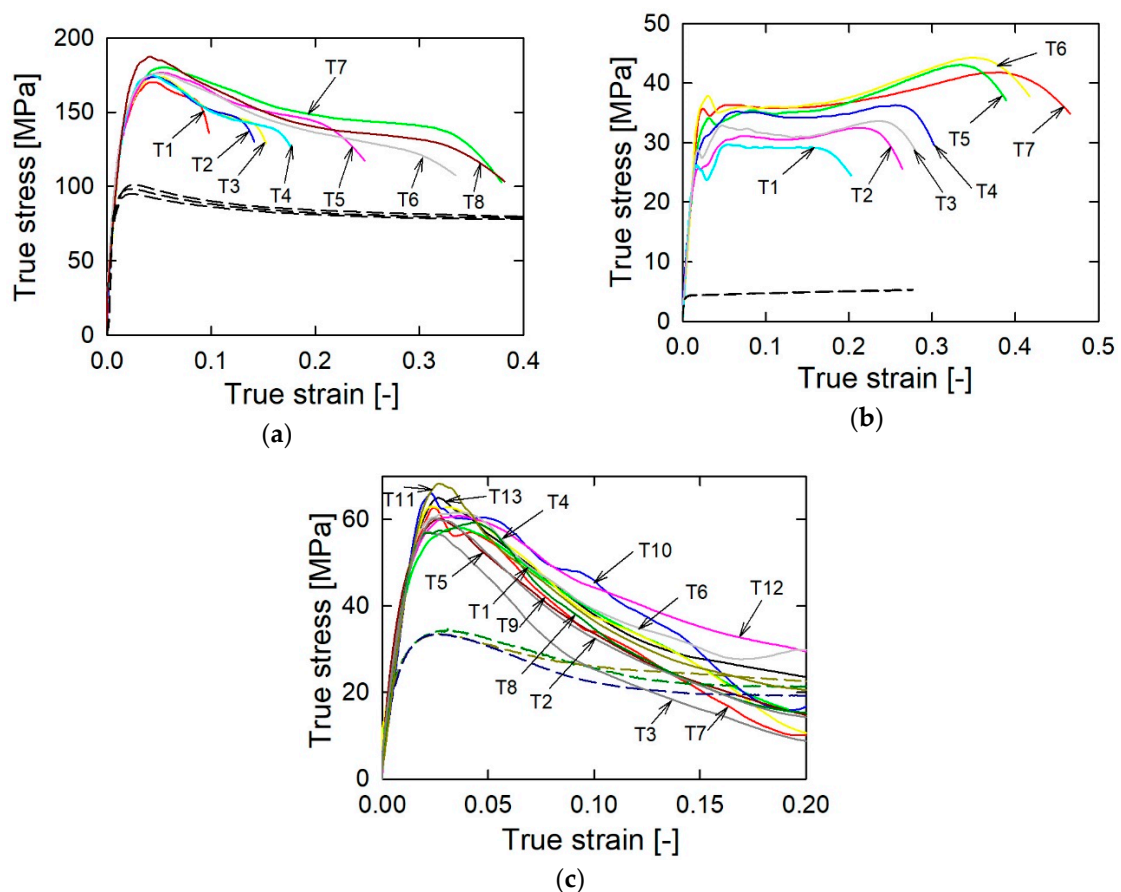 True stress [MPa]
200
150
100
50
0
T7
T1
T2
T3
T4
T5
T6
T8
0.0 0.1 0.2 0.3 0.4
True strain [-]
(a)
True stress [MPa]
50
40
30
20
10
0
T6
T5
T7
T1
T2
T3
T4
0.0 0.1 0.2 0.3 0.4 0.5
True strain [-]
(b)
True stress [MPa]
60
40
20
0
T11
T13
T4
T10
T5
T6
T12
T1
T9
T8
T2
T3
T7
0.00 0.05 0.10 0.15 0.20
True strain [-]
(c)